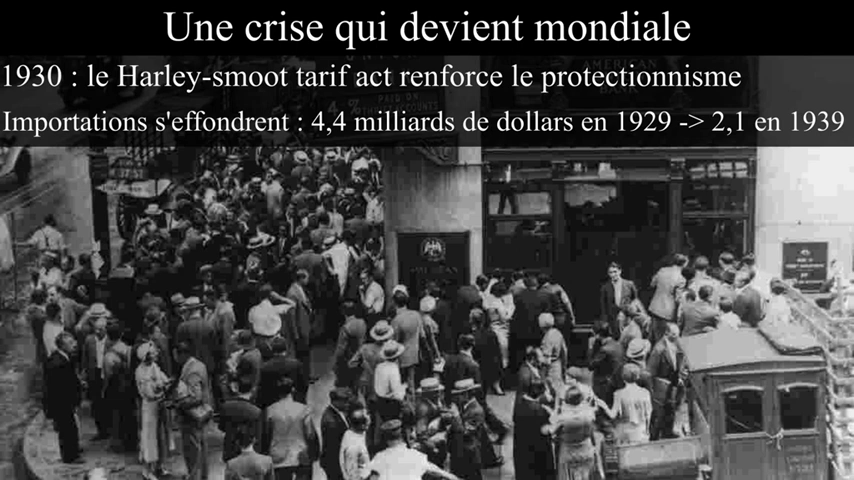 Une crise qui devient mondiale
1930 : le Harley-smoot tarif act renforce le protectionnisme
Importations s'effondrent : 4,4 milliards de dollars en 1929 -> 2,1 en 1939
AMERICAN